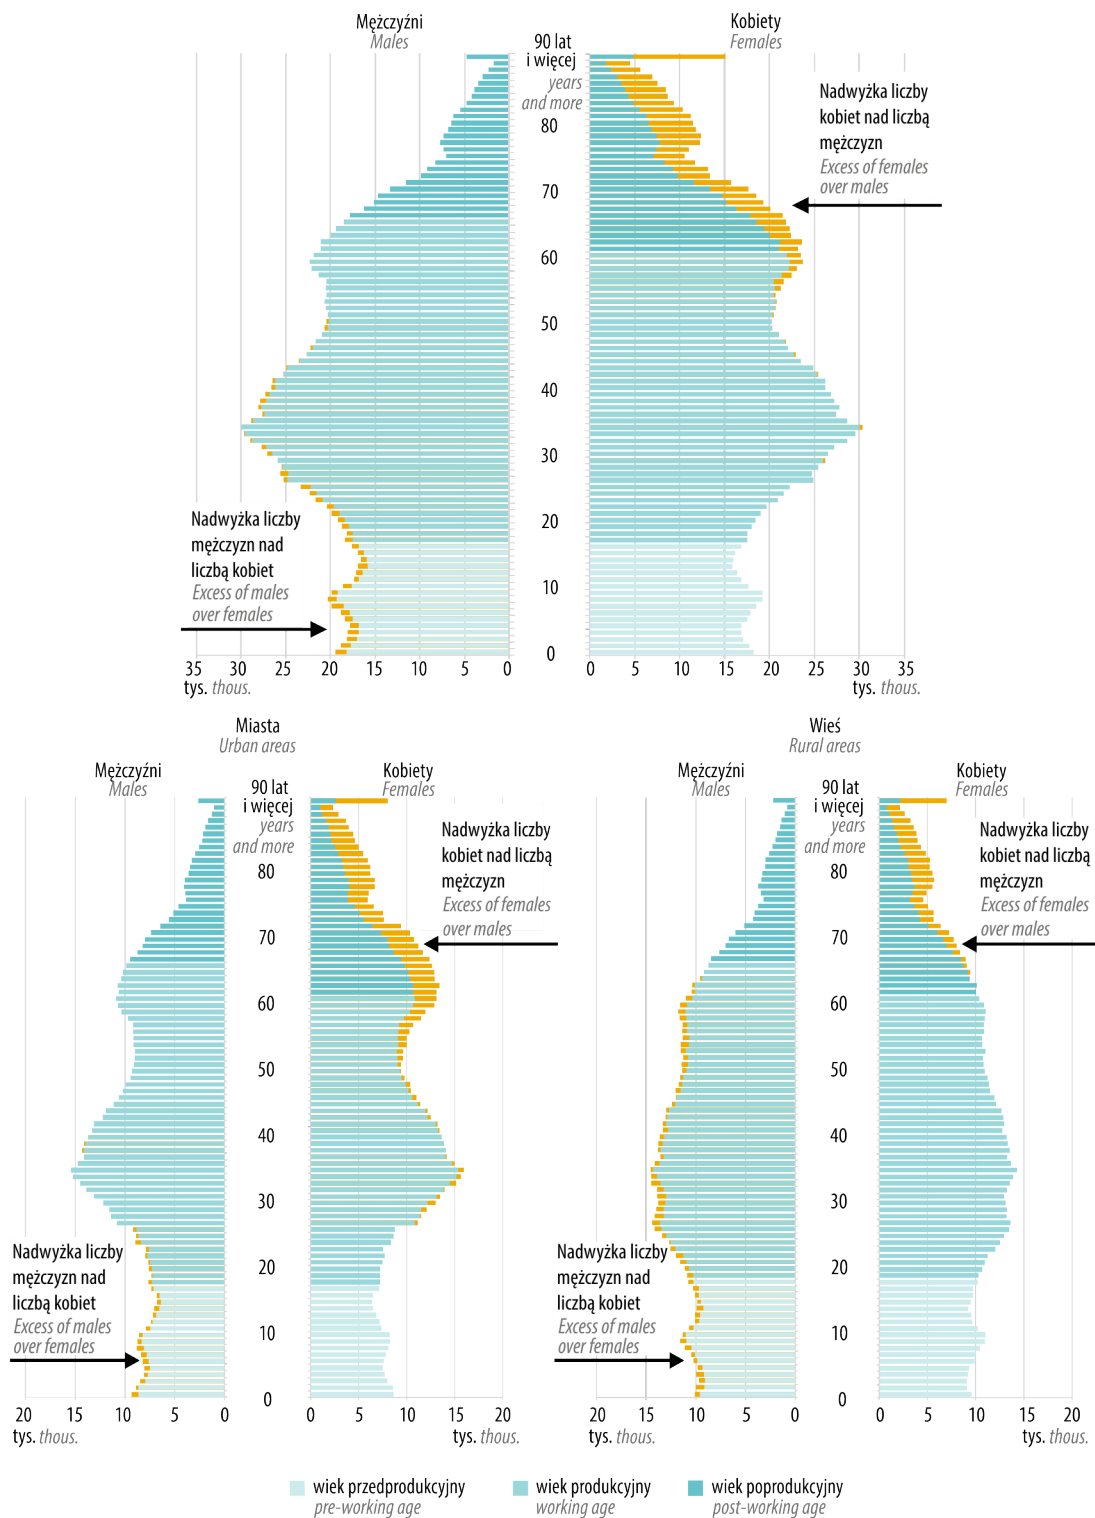 Mężczyźni
Males
Kobiety
Females
90 lat
i więcej
years
and more
80
70
60
50
40
30
20
10
0
Nadwyżka liczby
kobiet nad liczbą
mężczyzn
Excess of females
over males
Nadwyżka liczby
mężczyzn nad
liczbą kobiet
Excess of males
over females
35 30 25 20 15 10 5 0
0 5 10 15 20 25 30 35
tys. thous.
tys. thous.
Miasta
Urban areas
Mężczyźni
Males
90 lat
i więcej
years
and more
Kobiety
Females
80
70
60
50
40
30
20
10
0
Nadwyżka liczby
kobiet nad liczbą
mężczyzn
Excess of females
over males
Nadwyżka liczby
mężczyzn nad
liczbą kobiet
Excess of males
over females
20 15 10 5 0
0 5 10 15 20
tys. thous.
tys. thous.
Wieś
Rural areas
Mężczyźni
Males
90 lat
i więcej
years
and more
Kobiety
Females
80
70
60
50
40
30
20
10
0
Nadwyżka liczby
kobiet nad liczbą
mężczyzn
Excess of females
over males
Nadwyżka liczby
mężczyzn nad
liczbą kobiet
Excess of males
over females
20 15 10 5 0
0 5 10 15 20
tys. thous.
tys. thous.
wiek przedprodukcyjny
pre-working age
wiek produkcyjny
working age
wiek poprodukcyjny
post-working age